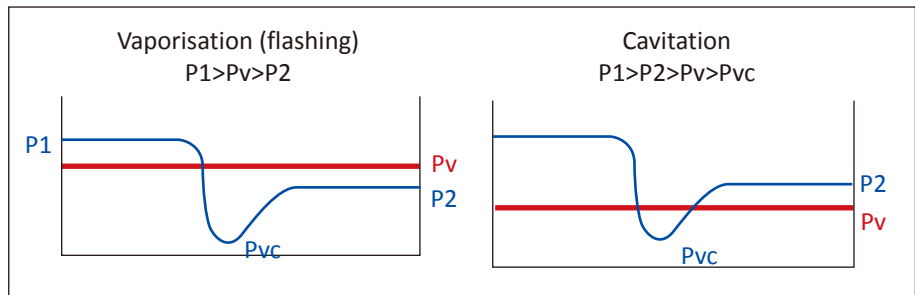 Vaporisation (flashing)
P1>Pv>P2
P1
Pv
P2
Pvc
Cavitation
P1>P2>Pv>Pvc
P2
Pv
Pvc